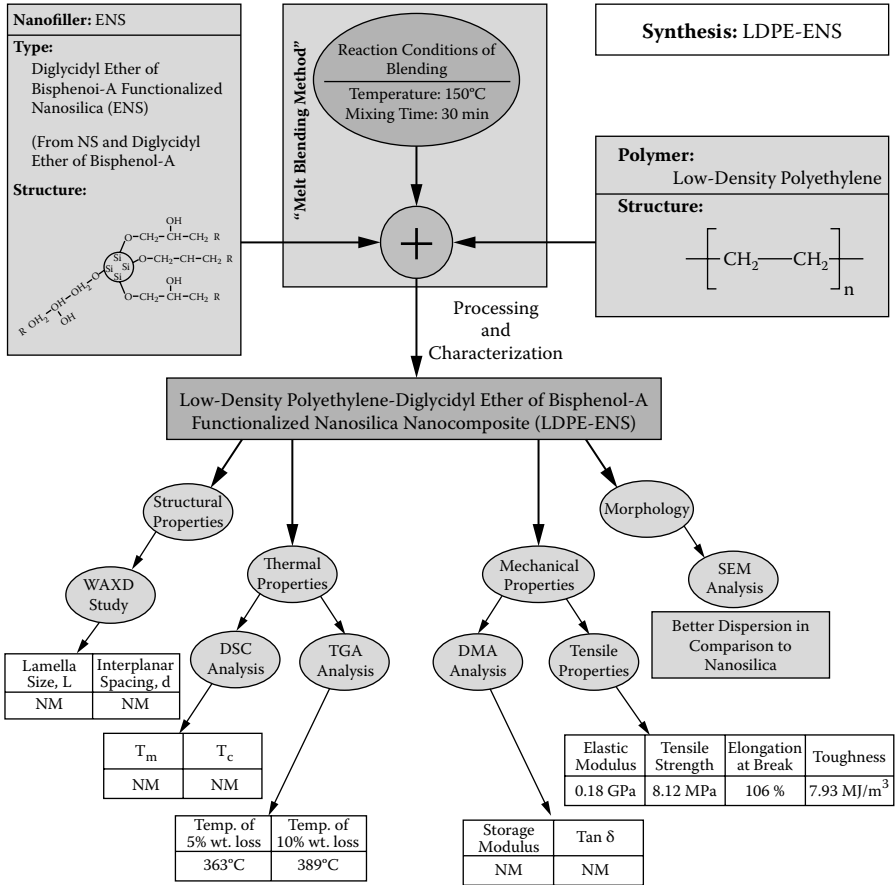 Nanofiller: ENS
Type:
Diglycidyl Ether of
Bisphenoi-A Functionalized
Nanosilica (ENS)
(From NS and Diglycidyl
Ether of Bisphenol-A
Structure:
OH
O–CH₂–CH–CH₂ R
Si
O–CH₂–CH₂–CH₂ R
Si Si
Si
OH
O–CH₂–CH–CH₂ R
R OH₂–OH–OH₂–O
OH
"Melt Blending Method"
Reaction Conditions of
Blending
Temperature: 150°C
Mixing Time: 30 min
+
Synthesis: LDPE-ENS
Polymer:
Low-Density Polyethylene
Structure:
[CH₂—CH₂]n
Processing
and
Characterization
Low-Density Polyethylene-Diglycidyl Ether of Bisphenol-A
Functionalized Nanosilica Nanocomposite (LDPE-ENS)
Structural
Properties
WAXD
Study
Lamella Size, L
Interplanar Spacing, d
NM NM
Thermal
Properties
DSC
Analysis
Tm Tc
NM NM
TGA
Analysis
Temp. of 5% wt. loss
Temp. of 10% wt. loss
363°C 389°C
Mechanical
Properties
DMA
Analysis
Storage Modulus
Tan δ
NM NM
Tensile
Properties
Elastic Modulus
Tensile Strength
Elongation at Break
Toughness
0.18 GPa 8.12 MPa 106 % 7.93 MJ/m³
Morphology
SEM
Analysis
Better Dispersion in
Comparison to
Nanosilica